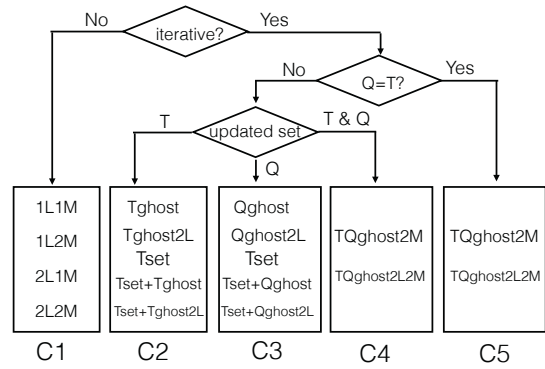 No
iterative?
Yes
No
Q=T?
Yes
T
updated set
T & Q
Q
1L1M
1L2M
2L1M
2L2M
Tghost
Tghost2L
Tset
Tset+Tghost
Tset+Tghost2L
Qghost
Qghost2L
Tset
Tset+Qghost
Tset+Qghost2L
TQghost2M
TQghost2L2M
TQghost2M
TQghost2L2M
C1
C2
C3
C4
C5